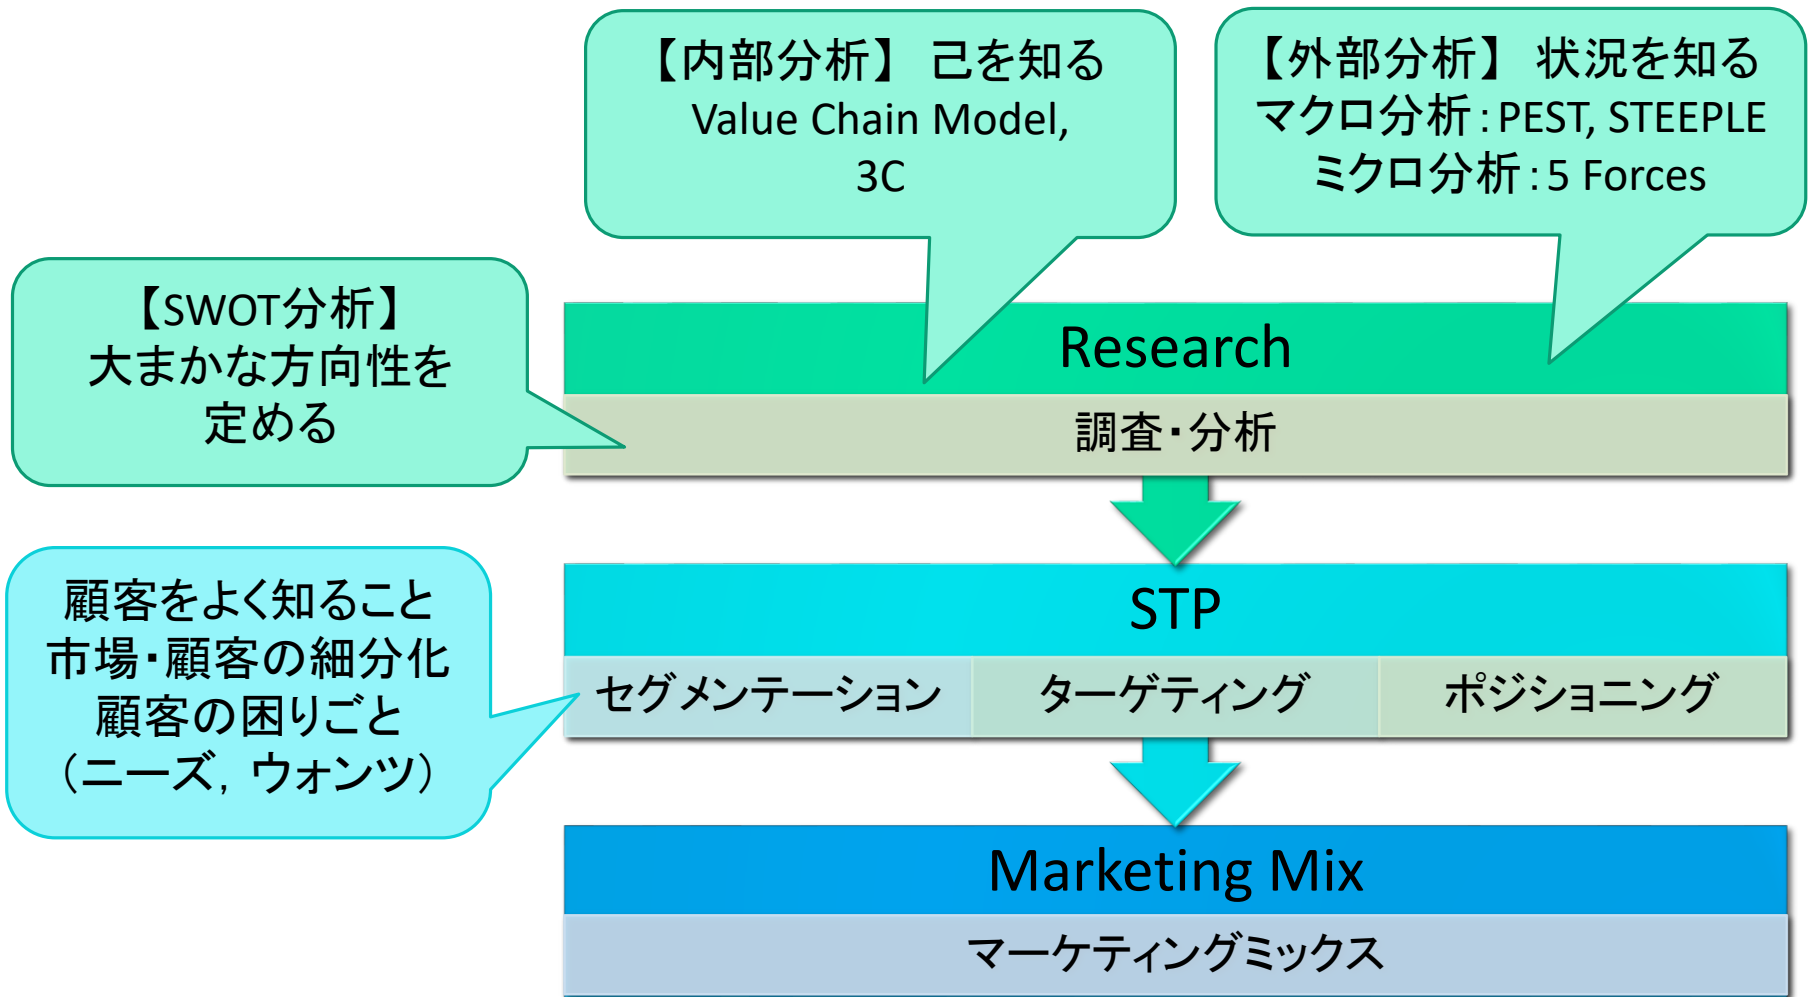 【内部分析】 己を知る
Value Chain Model,
3C
【外部分析】 状況を知る
マクロ分析：PEST, STEEPLE
ミクロ分析：5 Forces
【SWOT分析】
大まかな方向性を
定める
Research
調査・分析
顧客をよく知ること
市場・顧客の細分化
顧客の困りごと
（ニーズ，ウォンツ）
STP
セグメンテーション ターゲティング ポジショニング
Marketing Mix
マーケティングミックス